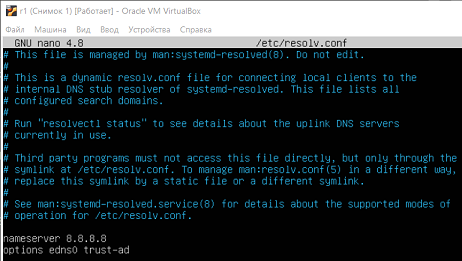 r1 (Снимок 1) [Работает] - Oracle VM VirtualBox
Файл Машина Вид Ввод Устройства Справка
GNU nano 4.8 /etc/resolv.conf
# This file is managed by man:systemd-resolved(8). Do not edit.
#
# This is a dynamic resolv.conf file for connecting local clients to the
# internal DNS stub resolver of systemd-resolved. This file lists all
# configured search domains.
#
# Run "resolvectl status" to see details about the uplink DNS servers
# currently in use.
#
# Third party programs must not access this file directly, but only through the
# symlink at /etc/resolv.conf. To manage man:resolv.conf(5) in a different way,
# replace this symlink by a static file or a different symlink.
#
# See man:systemd-resolved.service(8) for details about the supported modes of
# operation for /etc/resolv.conf.
nameserver 8.8.8.8
options edns0 trust-ad